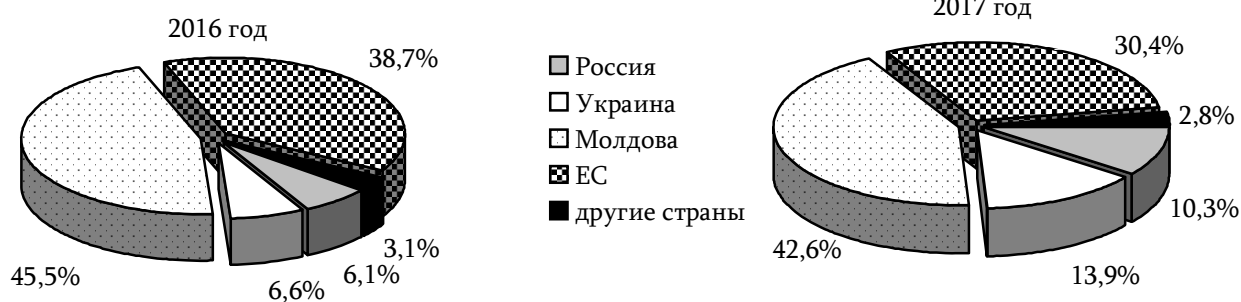 2016 год
38,7%
45,5%
6,6%
6,1%
3,1%
Россия
Украина
Молдова
ЕС
другие страны
2017 год
30,4%
2,8%
10,3%
13,9%
42,6%